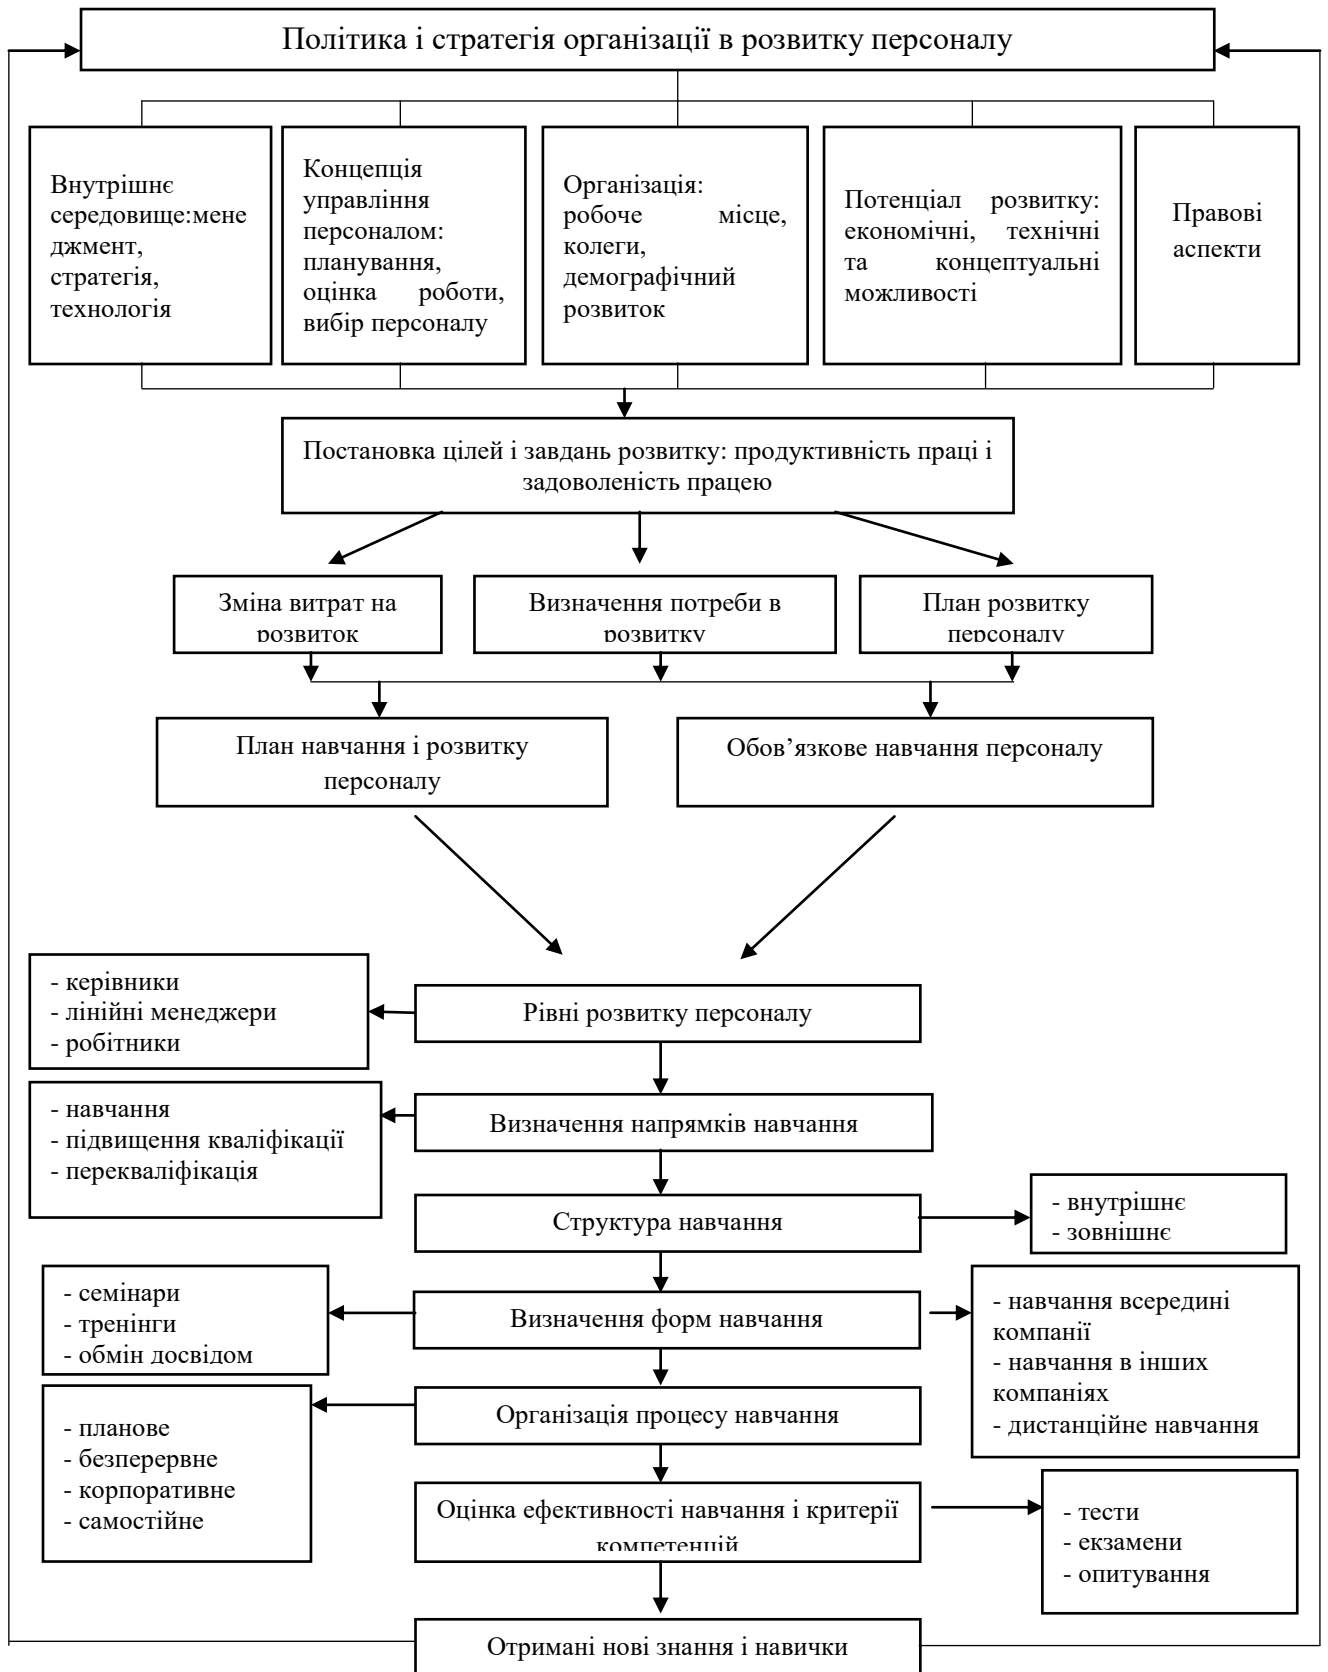 Політика і стратегія організації в розвитку персоналу
Внутрішнє
середовище:мене
джмент,
стратегія,
технологія
Концепція
управління
персоналом:
планування,
оцінка роботи,
вибір персоналу
Організація:
робоче місце,
колеги,
демографічний
розвиток
Потенціал розвитку:
економічні, технічні
та концептуальні
можливості
Правові
аспекти
Постановка цілей і завдань розвитку: продуктивність праці і
задоволеність працею
Зміна витрат на
розвиток
Визначення потреби в
розвитку
План розвитку
персоналу
План навчання і розвитку
персоналу
Обов’язкове навчання персоналу
- керівники
- лінійні менеджери
- робітники
Рівні розвитку персоналу
- навчання
- підвищення кваліфікації
- перекваліфікація
Визначення напрямків навчання
Структура навчання
- внутрішнє
- зовнішнє
- семінари
- тренінги
- обмін досвідом
Визначення форм навчання
- навчання всередині
компанії
- навчання в інших
компаніях
- дистанційне навчання
- планове
- безперервне
- корпоративне
- самостійне
Організація процесу навчання
Оцінка ефективності навчання і критерії
компетенцій
- тести
- екзамени
- опитування
Отримані нові знання і навички